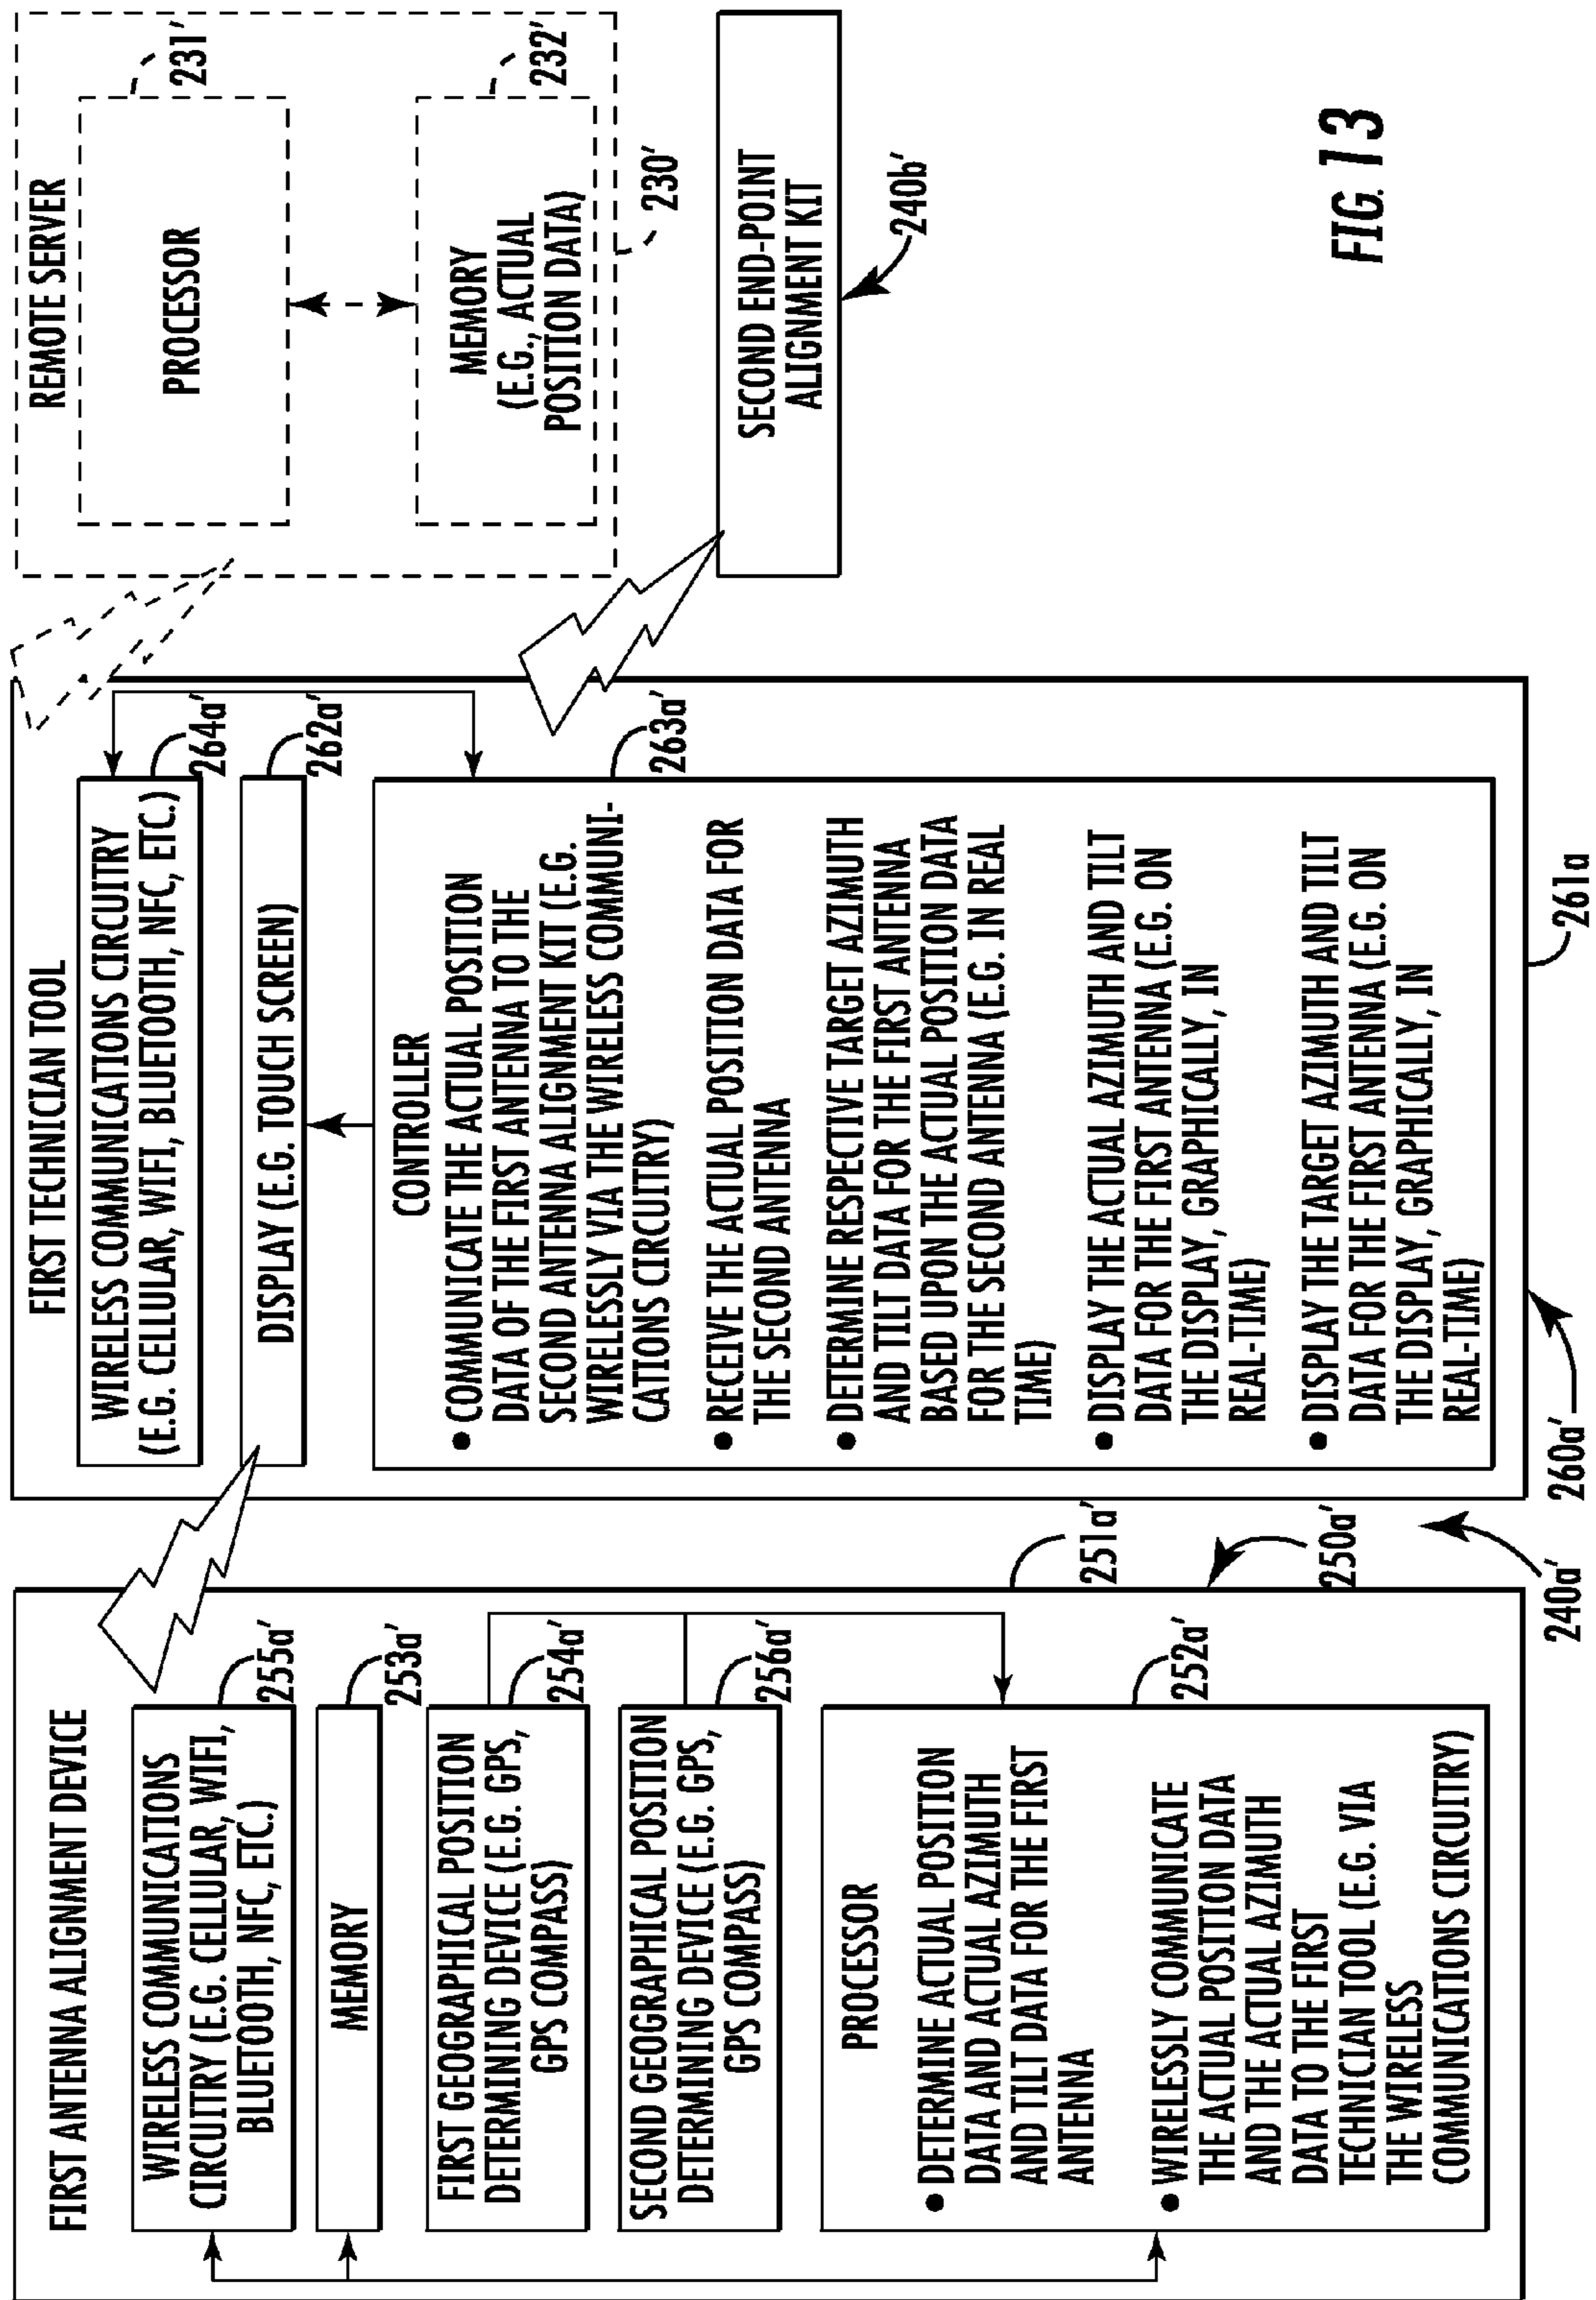 FIRST ANTENNA ALIGNMENT DEVICE
WIRELESS COMMUNICATIONS
CIRCUITRY (E.G. CELLULAR, WIFI,
BLUETOOTH, NFC, ETC.)
255a'
MEMORY
253a'
FIRST GEOGRAPHICAL POSITION
DETERMINING DEVICE (E.G. GPS,
GPS COMPASS)
254a'
SECOND GEOGRAPHICAL POSITION
DETERMINING DEVICE (E.G. GPS,
GPS COMPASS)
256a'
PROCESSOR
• DETERMINE ACTUAL POSITION
DATA AND ACTUAL AZIMUTH
AND TILT DATA FOR THE FIRST
ANTENNA
• WIRELESSLY COMMUNICATE
THE ACTUAL POSITION DATA
AND THE ACTUAL AZIMUTH
DATA TO THE FIRST
TECHNICIAN TOOL (E.G. VIA
THE WIRELESS
COMMUNICATIONS CIRCUITRY)
252a'
251a'
250a'
240a'
FIRST TECHNICIAN TOOL
WIRELESS COMMUNICATIONS CIRCUITRY
(E.G. CELLULAR, WIFI, BLUETOOTH, NFC, ETC.)
264a'
DISPLAY (E.G. TOUCH SCREEN)
262a'
CONTROLLER
• COMMUNICATE THE ACTUAL POSITION
DATA OF THE FIRST ANTENNA TO THE
SECOND ANTENNA ALIGNMENT KIT (E.G.
WIRELESSLY VIA THE WIRELESS COMMUNI-
CATIONS CIRCUITRY)
• RECEIVE THE ACTUAL POSITION DATA FOR
THE SECOND ANTENNA
• DETERMINE RESPECTIVE TARGET AZIMUTH
AND TILT DATA FOR THE FIRST ANTENNA
BASED UPON THE ACTUAL POSITION DATA
FOR THE SECOND ANTENNA (E.G. IN REAL
TIME)
• DISPLAY THE ACTUAL AZIMUTH AND TILT
DATA FOR THE FIRST ANTENNA (E.G. ON
THE DISPLAY, GRAPHICALLY, IN
REAL-TIME)
• DISPLAY THE TARGET AZIMUTH AND TILT
DATA FOR THE FIRST ANTENNA (E.G. ON
THE DISPLAY, GRAPHICALLY, IN
REAL-TIME)
263a'
261a
260a'
REMOTE SERVER
PROCESSOR
231'
MEMORY
(E.G., ACTUAL
POSITION DATA)
232'
230'
SECOND END-POINT
ALIGNMENT KIT
240b'
FIG. 13